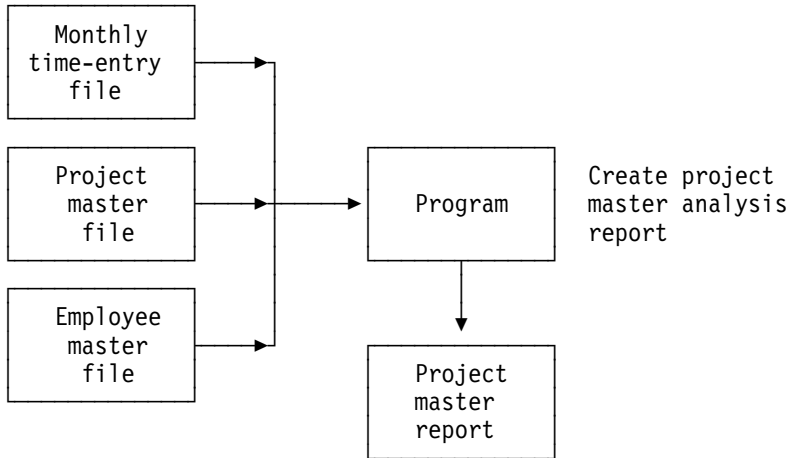 Monthly
time-entry
file
Project
master
file
Employee
master
file
Program
Create project
master analysis
report
Project
master
report